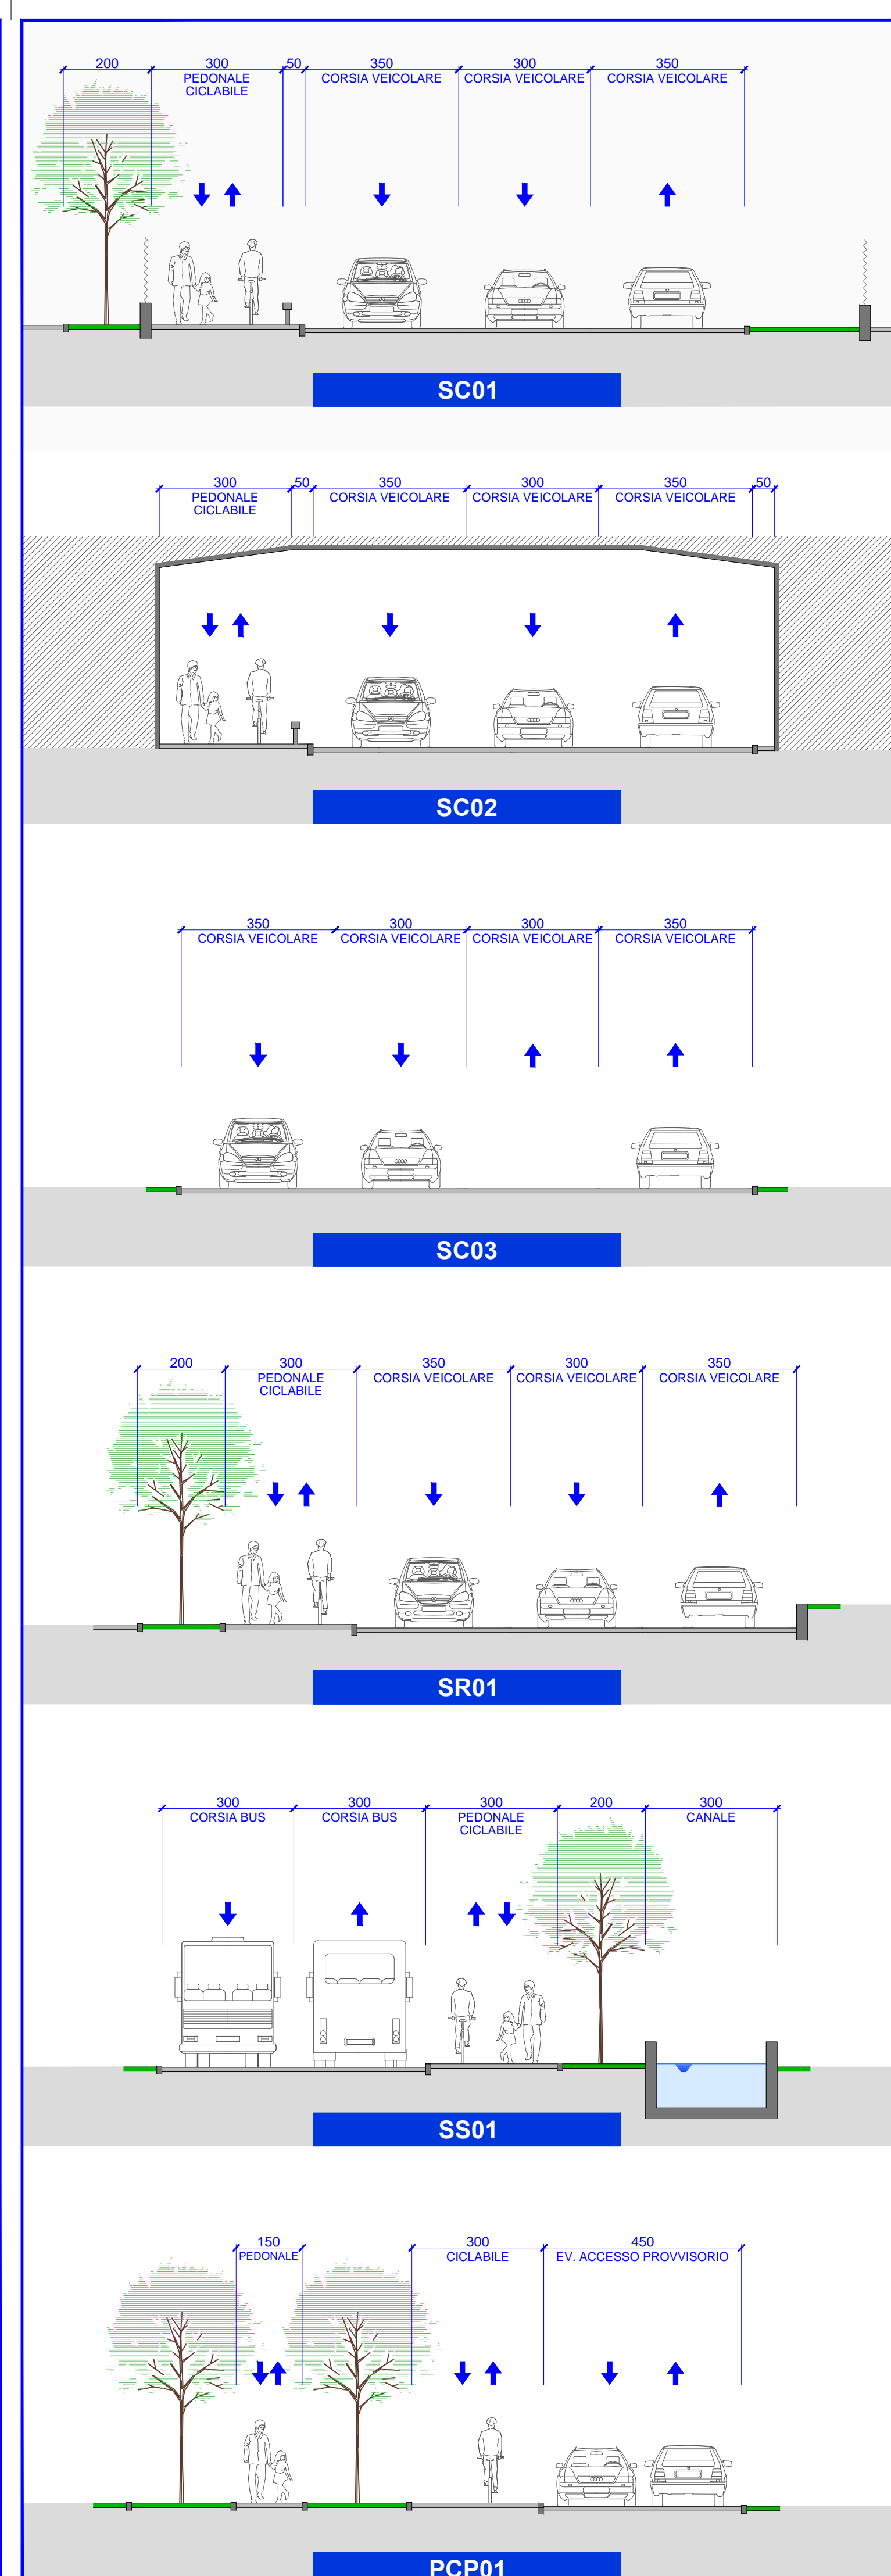 200 300 50 350 300 350
PEDONALE CORSIA VEICOLARE CORSIA VEICOLARE CORSIA VEICOLARE
CICLABILE
SC01
300 50 350 300 350 50
PEDONALE CORSIA VEICOLARE CORSIA VEICOLARE CORSIA VEICOLARE
CICLABILE
SC02
350 300 300 350
CORSIA VEICOLARE CORSIA VEICOLARE CORSIA VEICOLARE CORSIA VEICOLARE
SC03
200 300 350 300 350
PEDONALE CORSIA VEICOLARE CORSIA VEICOLARE CORSIA VEICOLARE
CICLABILE
SR01
300 300 300 200 300
CORSIA BUS CORSIA BUS PEDONALE CANALE
CICLABILE
SS01
150 300 450
PEDONALE CICLABILE EV. ACCESSO PROVVISORIO
PCP01